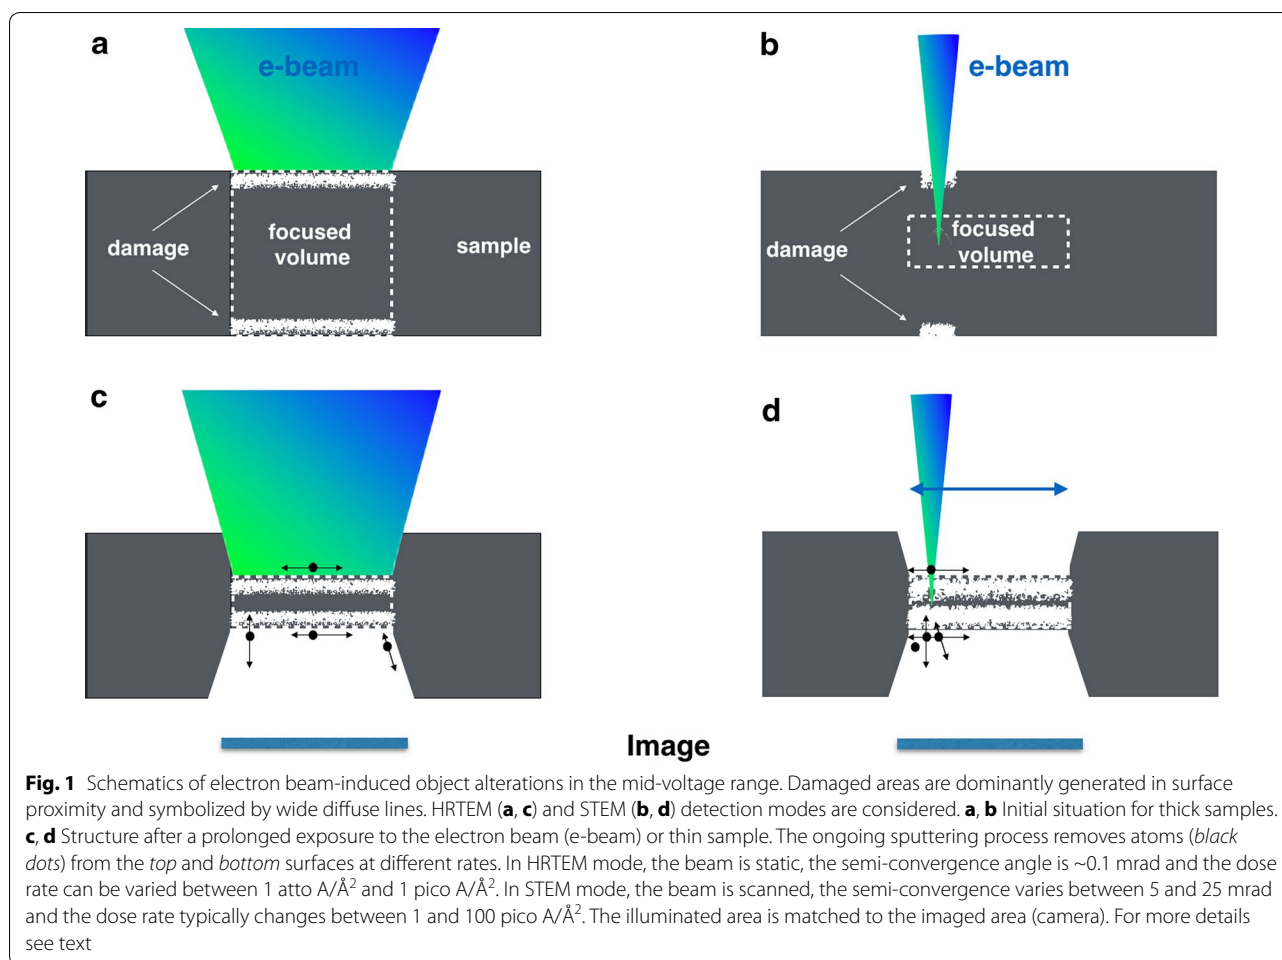 a
e-beam
damage
focused
volume
sample
b
e-beam
damage
focused
volume
c
d
Image
Fig. 1 Schematics of electron beam-induced object alterations in the mid-voltage range. Damaged areas are dominantly generated in surface
proximity and symbolized by wide diffuse lines. HRTEM (a, c) and STEM (b, d) detection modes are considered. a, b Initial situation for thick samples.
c, d Structure after a prolonged exposure to the electron beam (e-beam) or thin sample. The ongoing sputtering process removes atoms (black
dots) from the top and bottom surfaces at different rates. In HRTEM mode, the beam is static, the semi-convergence angle is ~0.1 mrad and the dose
rate can be varied between 1 atto A/Å² and 1 pico A/Å². In STEM mode, the beam is scanned, the semi-convergence varies between 5 and 25 mrad
and the dose rate typically changes between 1 and 100 pico A/Å². The illuminated area is matched to the imaged area (camera). For more details
see text